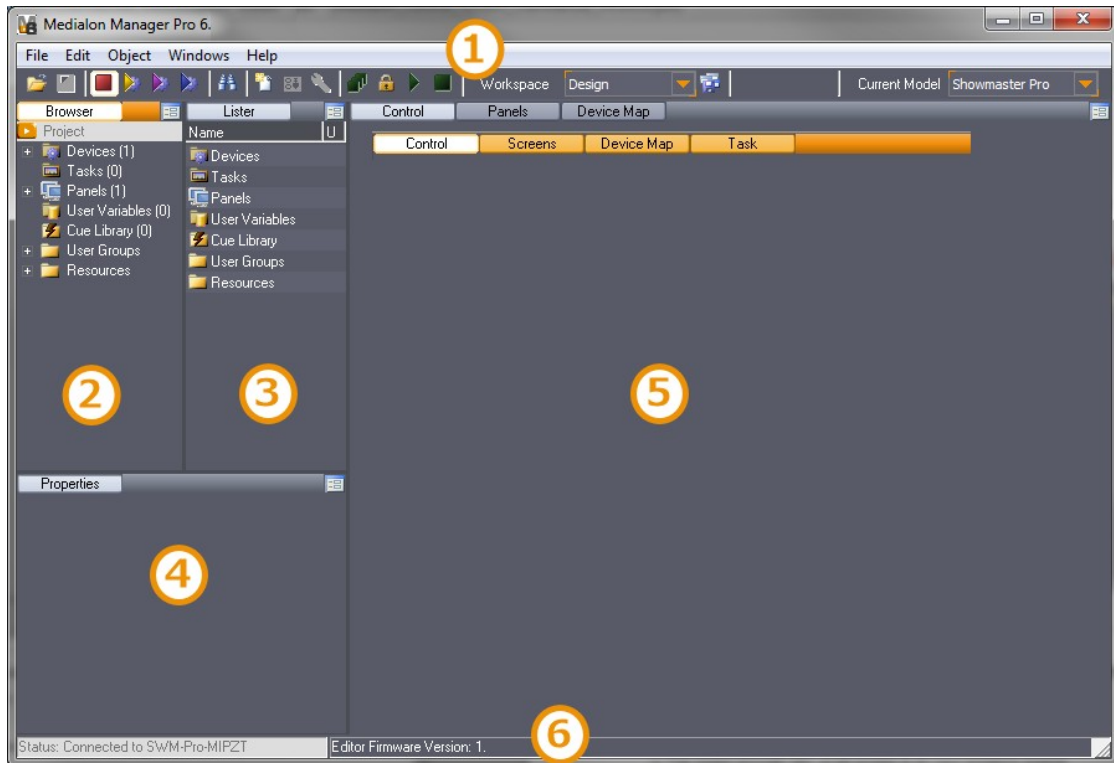 Medialon Manager Pro 6.
File Edit Object Windows Help
1
Workspace Design Current Model Showmaster Pro
Browser Lister Control Panels Device Map
Project Name U
Control Screens Device Map Task
Devices (1)
Tasks (0)
Panels (1)
User Variables (0)
Cue Library (0)
User Groups
Resources
Devices
Tasks
Panels
User Variables
Cue Library
User Groups
Resources
2
3
5
Properties
4
6
Status: Connected to SWM-Pro-MIPZT Editor Firmware Version: 1.